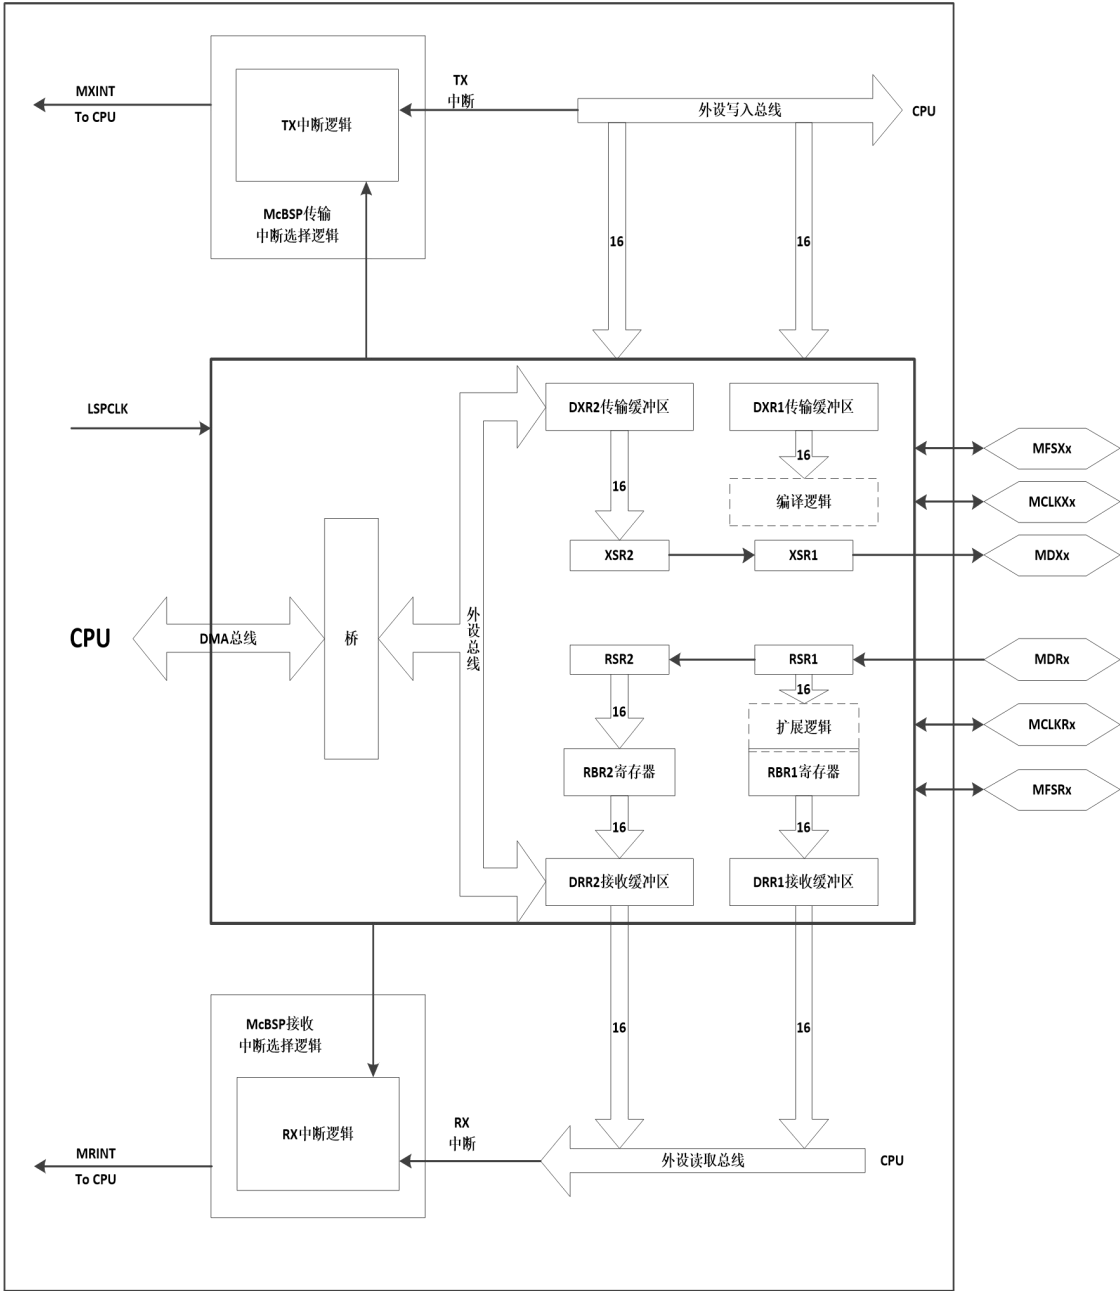 MXINT
To CPU
TX中断逻辑
TX
中断
外设写入总线
CPU
McBSP传输
中断选择逻辑
16
16
LSPCLK
DXR2传输缓冲区
DXR1传输缓冲区
16
16
编译逻辑
XSR2
XSR1
MFSXx
MCLKXx
MDXx
CPU
DMA总线
桥
外设总线
RSR2
RSR1
MDRx
16
16
扩展逻辑
MCLKRx
RBR2寄存器
RBR1寄存器
MFSRx
16
16
DRR2接收缓冲区
DRR1接收缓冲区
16
16
McBSP接收
中断选择逻辑
RX中断逻辑
RX
中断
外设读取总线
CPU
MRINT
To CPU